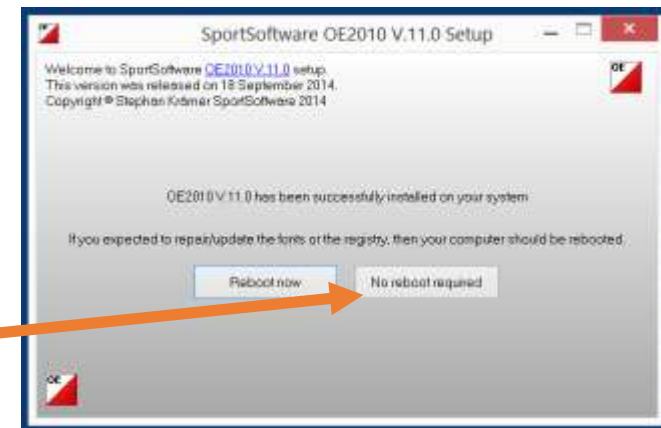 SportSoftware OE2010 V.11.0 Setup
Welcome to SportSoftware OE2010 V.11.0 setup.
This version was released on 18 September 2014.
Copyright © Stephan Krämer SportSoftware 2014
OE
OE2010 V.11.0 has been successfully installed on your system
If you expected to repair/update the fonts or the registry, then your computer should be rebooted.
Reboot now
No reboot required
OE